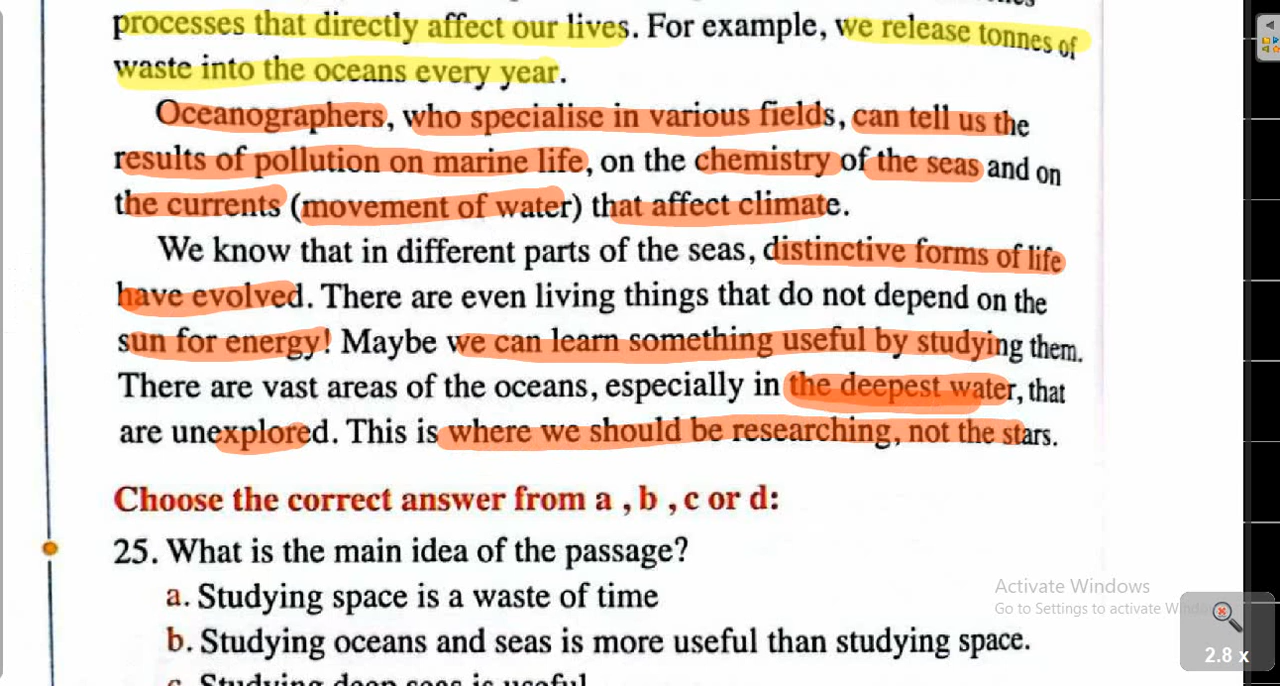 processes that directly affect our lives. For example, we release tonnes of
waste into the oceans every year.
Oceanographers, who specialise in various fields, can tell us the
results of pollution on marine life, on the chemistry of the seas and on
the currents (movement of water) that affect climate.
We know that in different parts of the seas, distinctive forms of life
have evolved. There are even living things that do not depend on the
sun for energy! Maybe we can learn something useful by studying them.
There are vast areas of the oceans, especially in the deepest water, that
are unexplored. This is where we should be researching, not the stars.
Choose the correct answer from a , b , c or d:
25. What is the main idea of the passage?
a. Studying space is a waste of time
b. Studying oceans and seas is more useful than studying space.
c. Studying deep seas is useful
Activate Windows
Go to Settings to activate
2.8 x